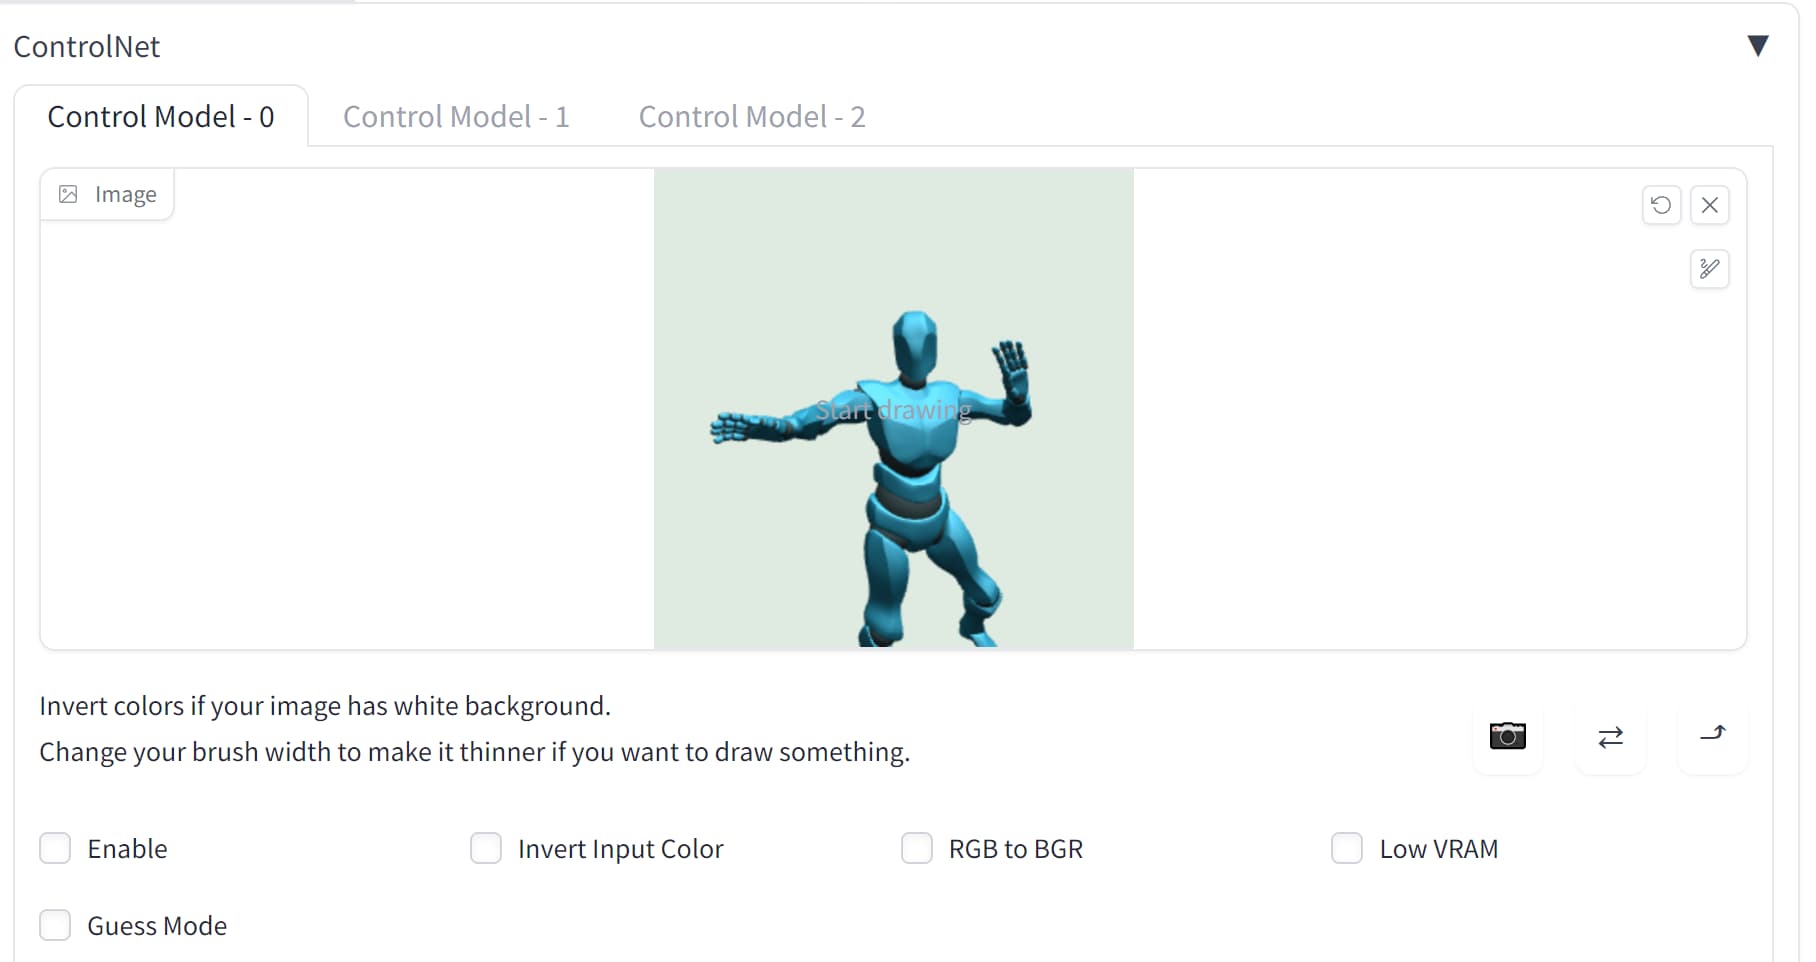 ControlNet
Control Model - 0 Control Model - 1 Control Model - 2
Image
Start drawing
Invert colors if your image has white background.
Change your brush width to make it thinner if you want to draw something.
Enable Invert Input Color RGB to BGR Low VRAM
Guess Mode